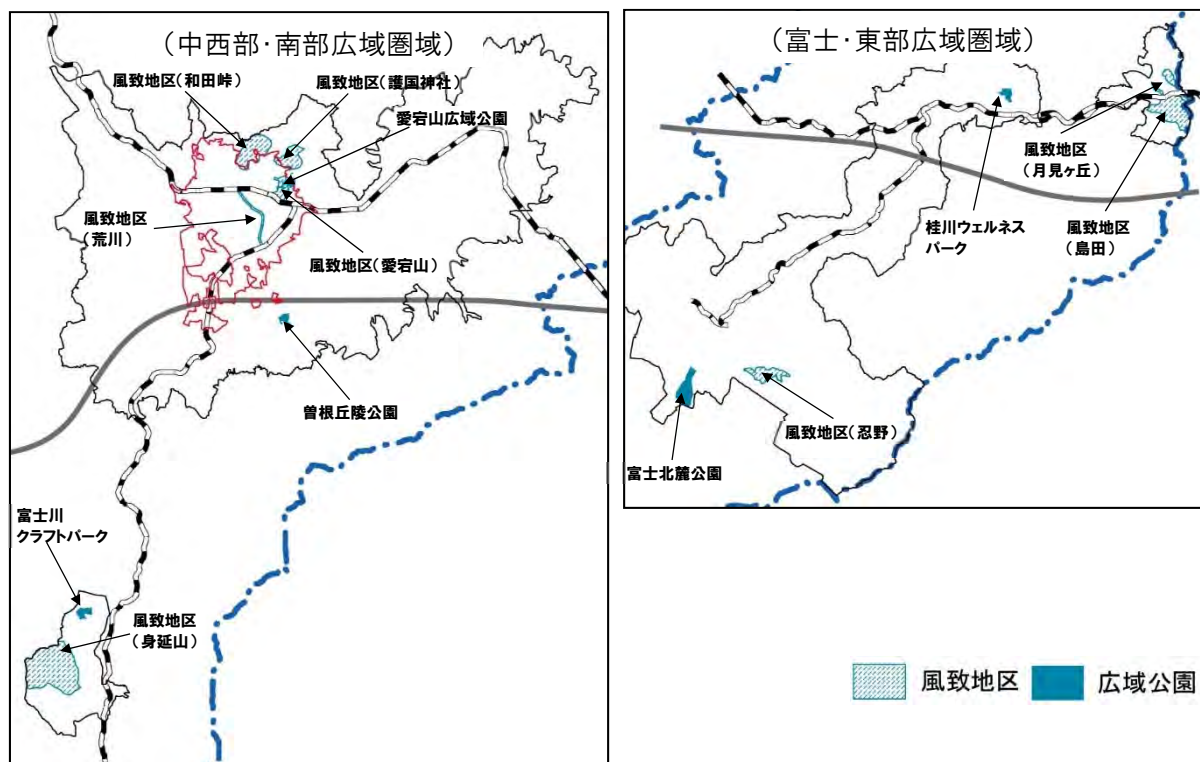 （中西部･南部広域圏域）
風致地区（和田峠）
風致地区（護国神社）
愛宕山広域公園
風致地区
（荒川）
風致地区（愛宕山）
曽根丘陵公園
富士川
クラフトパーク
風致地区
（身延山）
（富士･東部広域圏域）
風致地区
（月見ヶ丘）
桂川ウェルネス
パーク
風致地区
（島田）
風致地区（忍野）
富士北麓公園
風致地区
広域公園